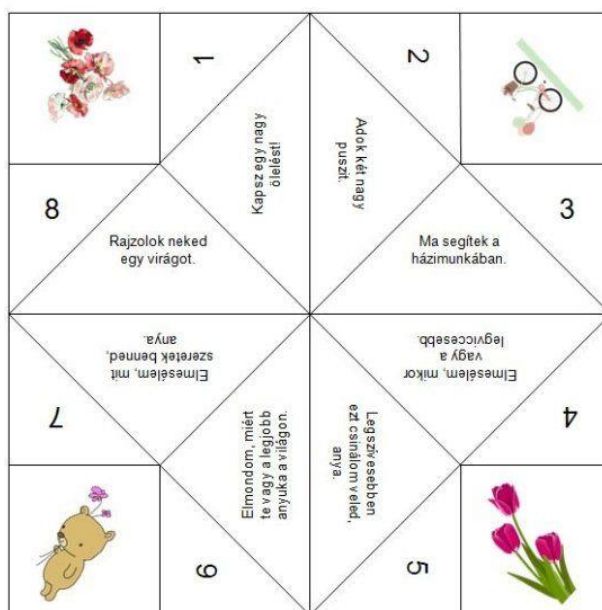 1
2
Kapsz egy nagy
ölelést!
Adok két nagy
puszit.
8
3
Rajzolok neked
egy virágot.
Ma segítek a
házimunkában.
Elmesélem, mit
szeretek benned,
anya.
Elmesélem, mikor
vagy a
legviccesebb.
7
4
Elmondom, miért
te vagy a legjobb
anyuka a világon.
Legszívesebben
ezt csinálom veled,
anya.
6
5